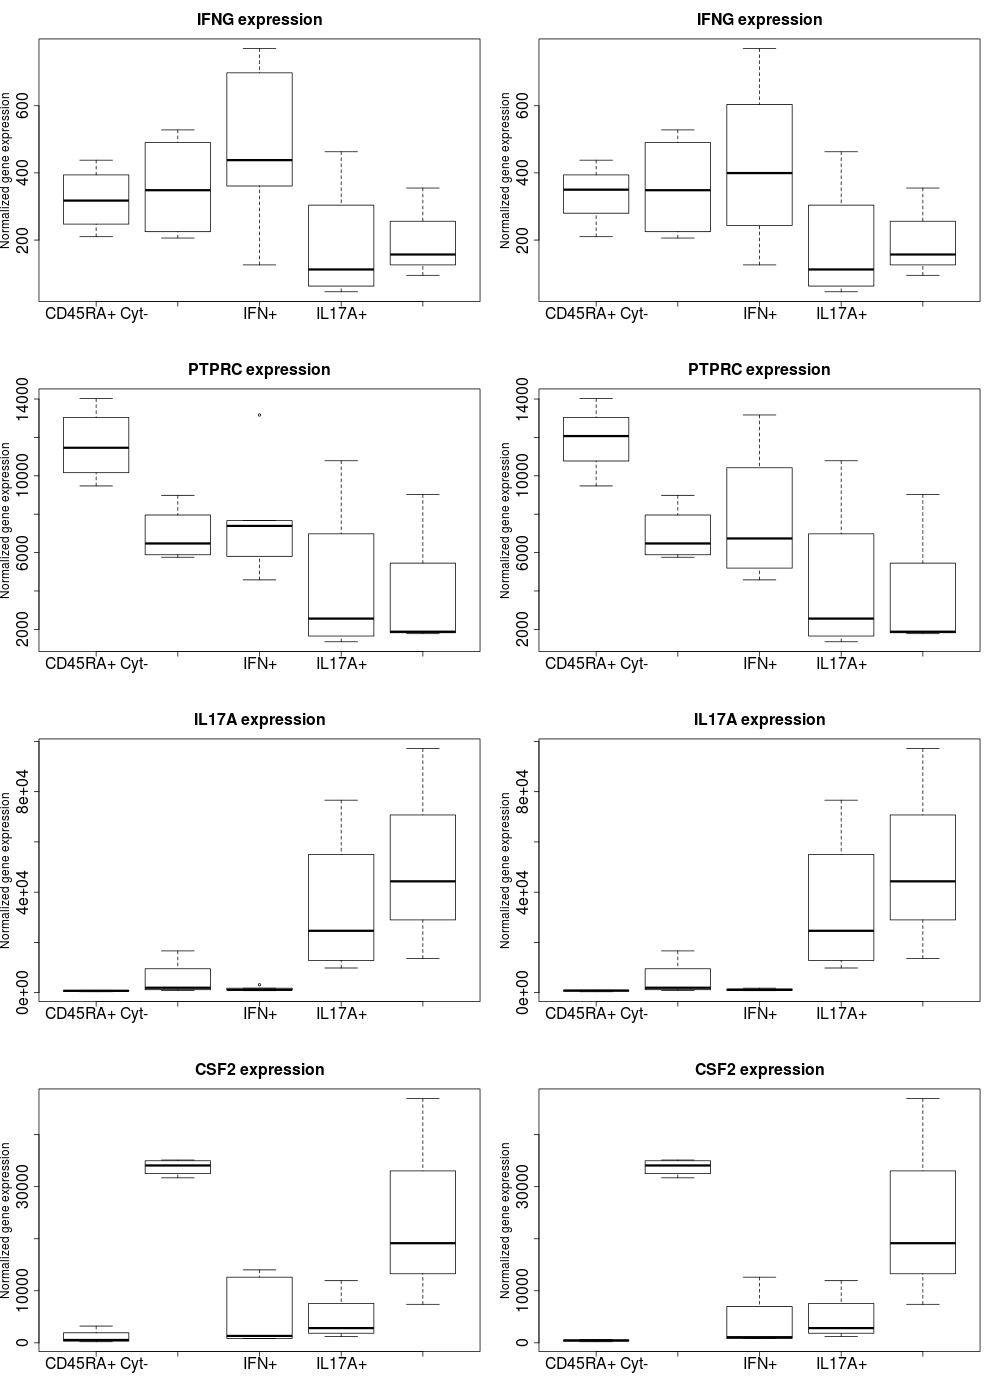 IFNG expression
Normalized gene expression
200 400 600
CD45RA+ Cyt- IFN+ IL17A+
IFNG expression
Normalized gene expression
200 400 600
CD45RA+ Cyt- IFN+ IL17A+
PTPRC expression
Normalized gene expression
2000 6000 10000 14000
CD45RA+ Cyt- IFN+ IL17A+
PTPRC expression
Normalized gene expression
2000 6000 10000 14000
CD45RA+ Cyt- IFN+ IL17A+
IL17A expression
Normalized gene expression
0e+00 4e+04 8e+04
CD45RA+ Cyt- IFN+ IL17A+
IL17A expression
Normalized gene expression
0e+00 4e+04 8e+04
CD45RA+ Cyt- IFN+ IL17A+
CSF2 expression
Normalized gene expression
0 10000 30000
CD45RA+ Cyt- IFN+ IL17A+
CSF2 expression
Normalized gene expression
0 10000 30000
CD45RA+ Cyt- IFN+ IL17A+